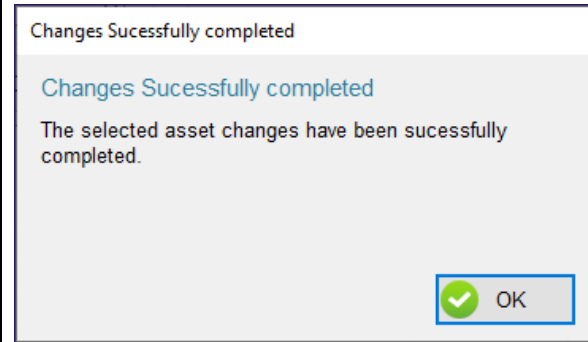 Changes Sucessfully completed
Changes Sucessfully completed
The selected asset changes have been sucessfully
completed.
OK